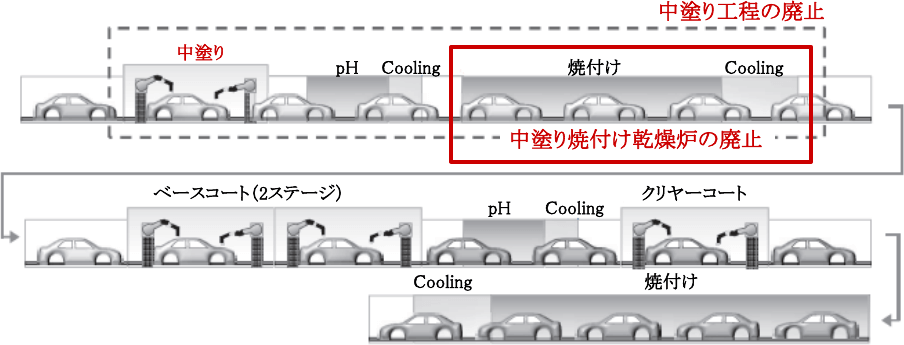 中塗り工程の廃止
中塗り
pH
Cooling
焼付け
Cooling
中塗り焼付け乾燥炉の廃止
ベースコート(2ステージ)
pH
Cooling
クリヤーコート
Cooling
焼付け